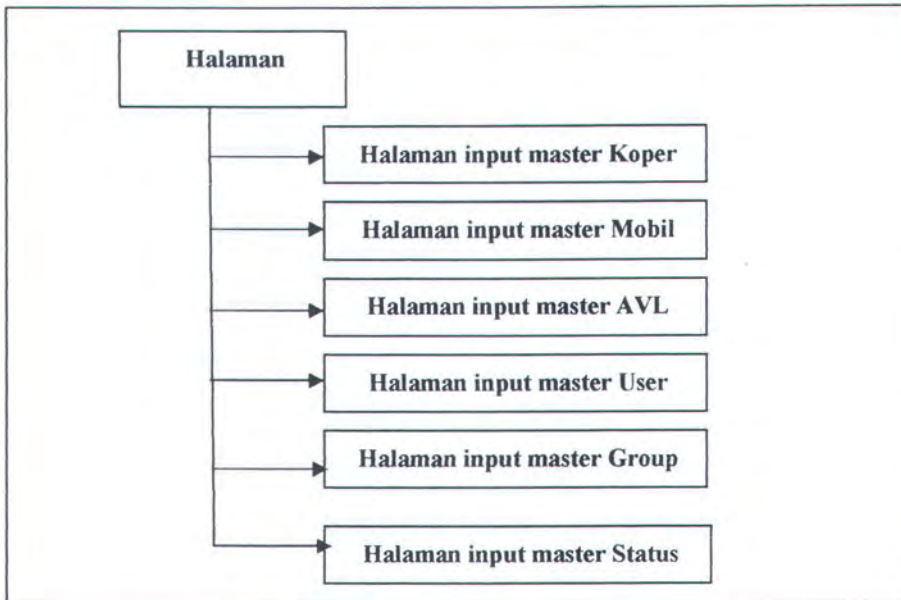 Halaman
Halaman input master Koper
Halaman input master Mobil
Halaman input master AVL
Halaman input master User
Halaman input master Group
Halaman input master Status